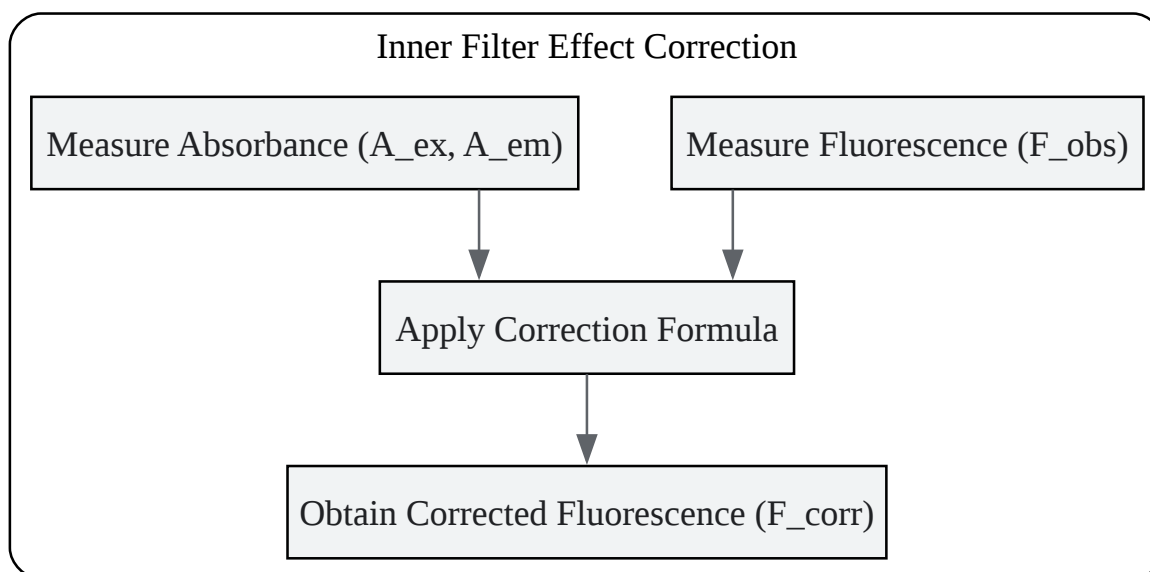 Inner Filter Effect Correction
Measure Absorbance (A_ex, A_em)
Measure Fluorescence (F_obs)
Apply Correction Formula
Obtain Corrected Fluorescence (F_corr)